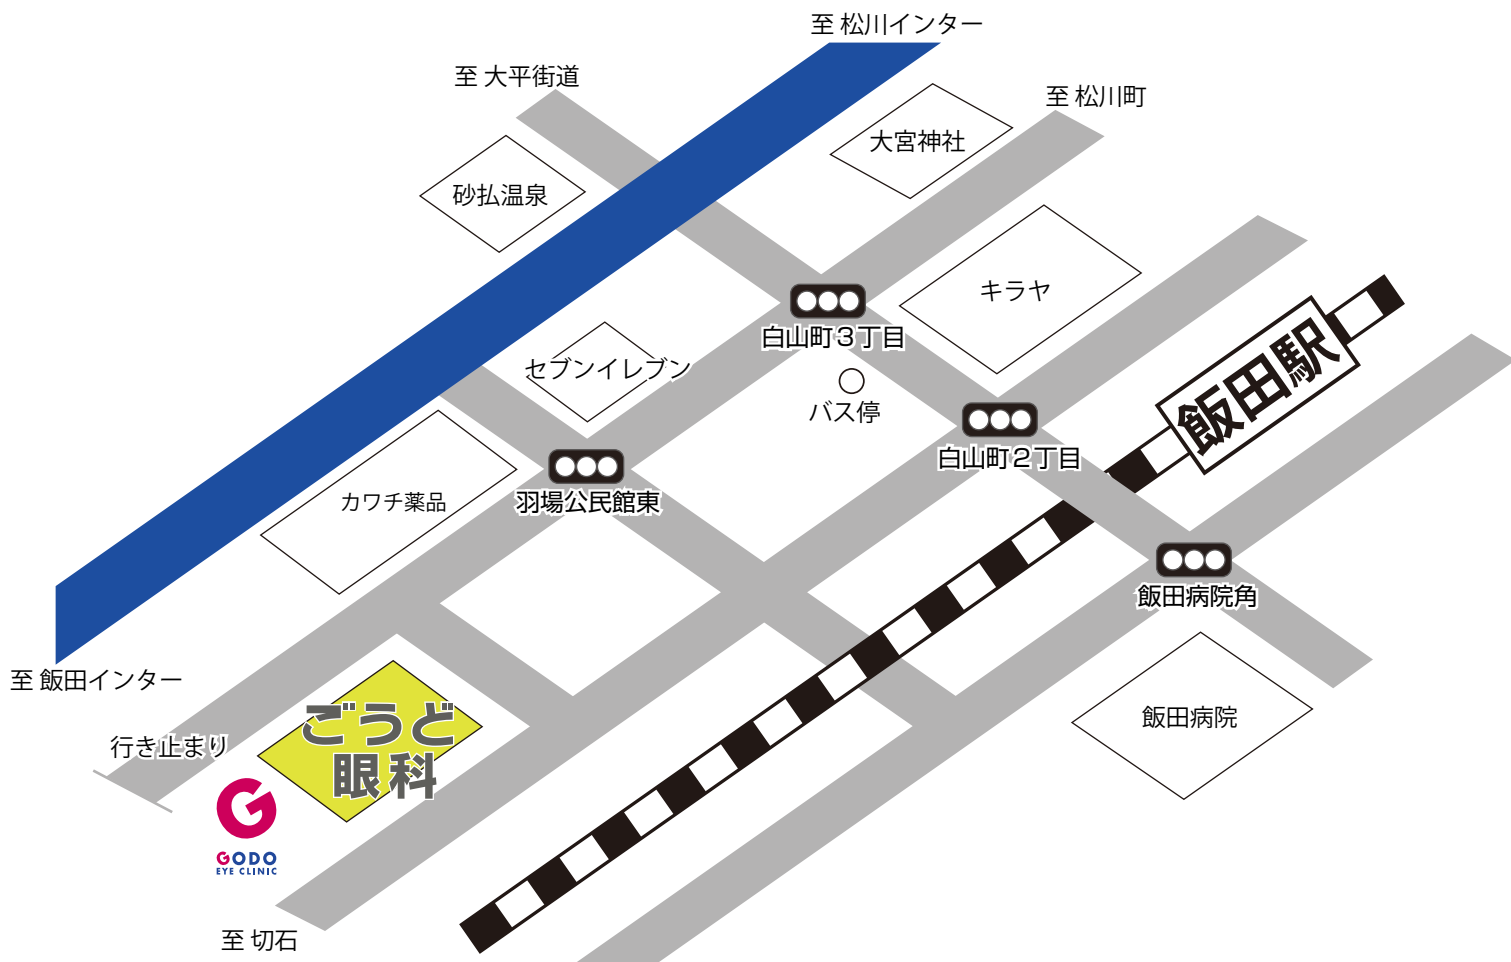 至 松川インター
至 大平街道
至 松川町
大宮神社
砂払温泉
キラヤ
白山町３丁目
飯田駅
セブンイレブン
バス停
白山町２丁目
カワチ薬品
羽場公民館東
飯田病院角
至 飯田インター
ごうど
眼科
飯田病院
行き止まり
GODO
EYE CLINIC
至 切石